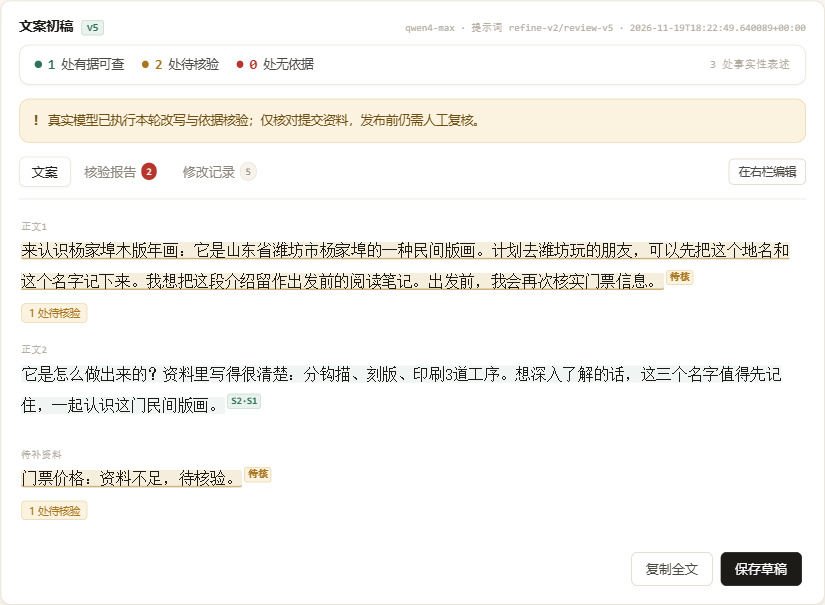 文案初稿 v5 qwen4-max · 提示词 refine-v2/review-v5 · 2026-11-19T18:22:49.640089+00:00
1 处有据可查 2 处待核验 0 处无依据 3 处事实性表述
! 真实模型已执行本轮改写与依据核验；仅核对提交资料，发布前仍需人工复核。
文案 核验报告 2 修改记录 5 在右栏编辑
正文1
来认识杨家埠木版年画：它是山东省潍坊市杨家埠的一种民间版画。计划去潍坊玩的朋友，可以先把这个地名和
这个名字记下来。我想把这段介绍留作出发前的阅读笔记。出发前，我会再次核实门票信息。 待核
1 处待核验
正文2
它是怎么做出来的？资料里写得很清楚：分钩描、刻版、印刷3道工序。想深入了解的话，这三个名字值得先记
住，一起认识这门民间版画。 S2·S1
待补资料
门票价格：资料不足，待核验。 待核
1 处待核验
复制全文 保存草稿